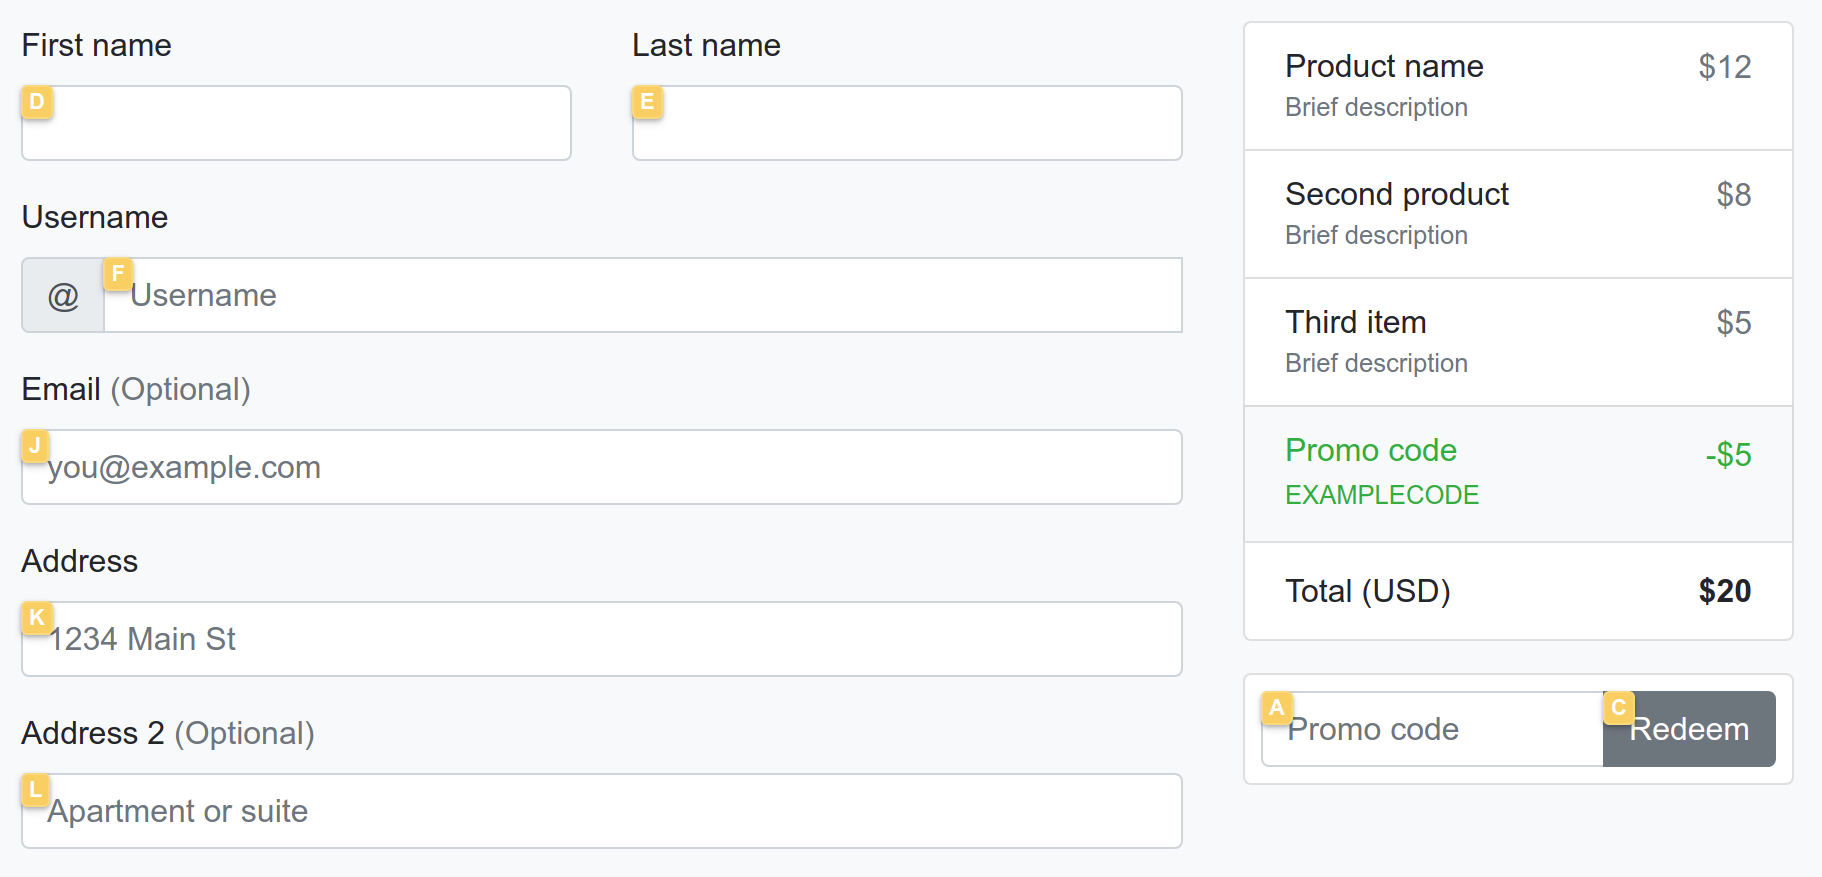 First name
Last name
D
E
Username
@
F
Username
Email (Optional)
J
you@example.com
Address
K
1234 Main St
Address 2 (Optional)
L
Apartment or suite
Product name $12
Brief description
Second product $8
Brief description
Third item $5
Brief description
Promo code -$5
EXAMPLECODE
Total (USD) $20
A
Promo code
C
Redeem